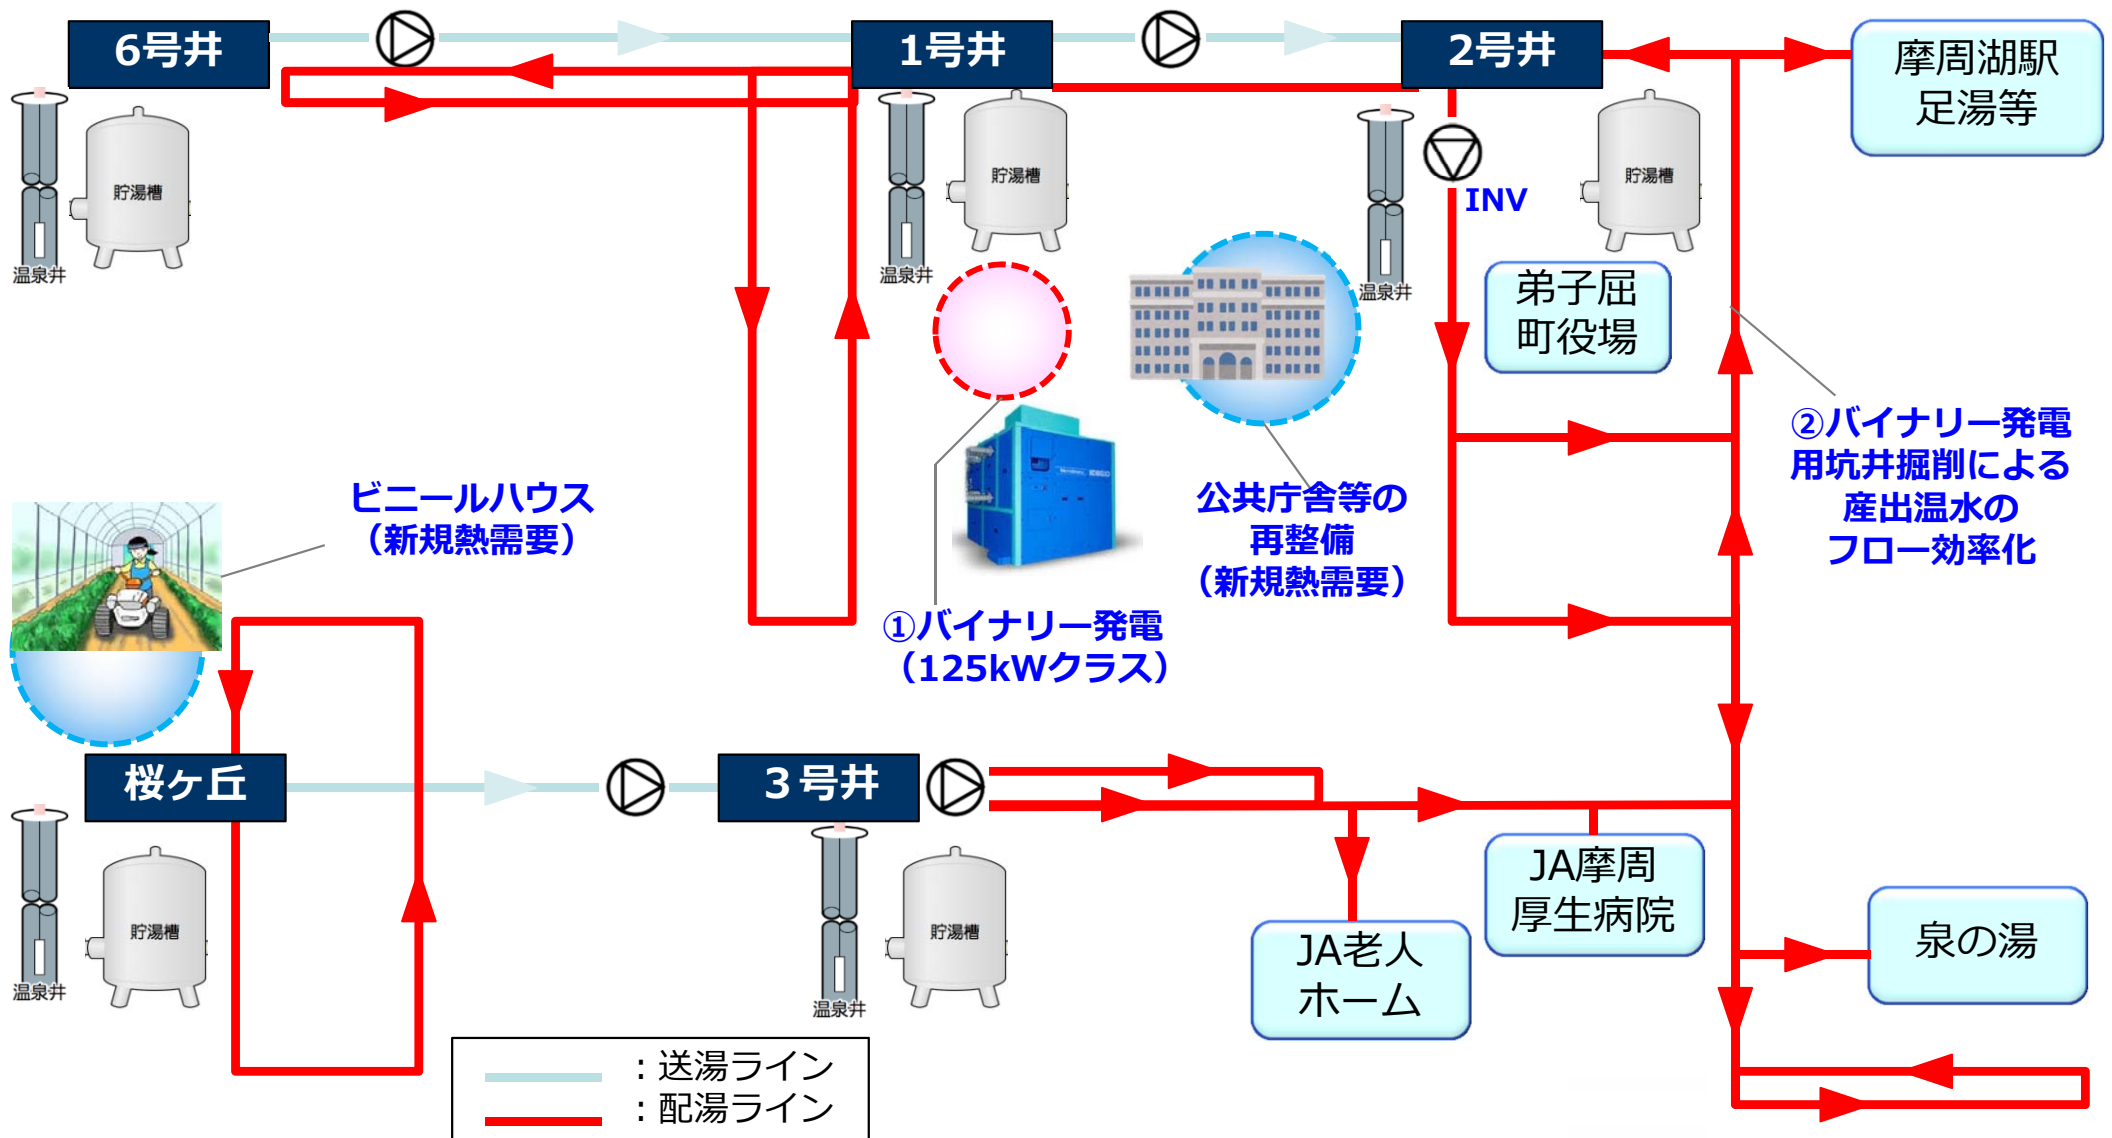 6号井
1号井
2号井
摩周湖駅
足湯等
貯湯槽
温泉井
貯湯槽
温泉井
貯湯槽
温泉井
INV
弟子屈
町役場
②バイナリー発電
用坑井掘削による
産出温水の
フロー効率化
ビニールハウス
（新規熱需要）
公共庁舎等の
再整備
（新規熱需要）
①バイナリー発電
（125kWクラス）
桜ヶ丘
３号井
貯湯槽
温泉井
貯湯槽
温泉井
JA摩周
厚生病院
JA老人
ホーム
泉の湯
：送湯ライン
：配湯ライン